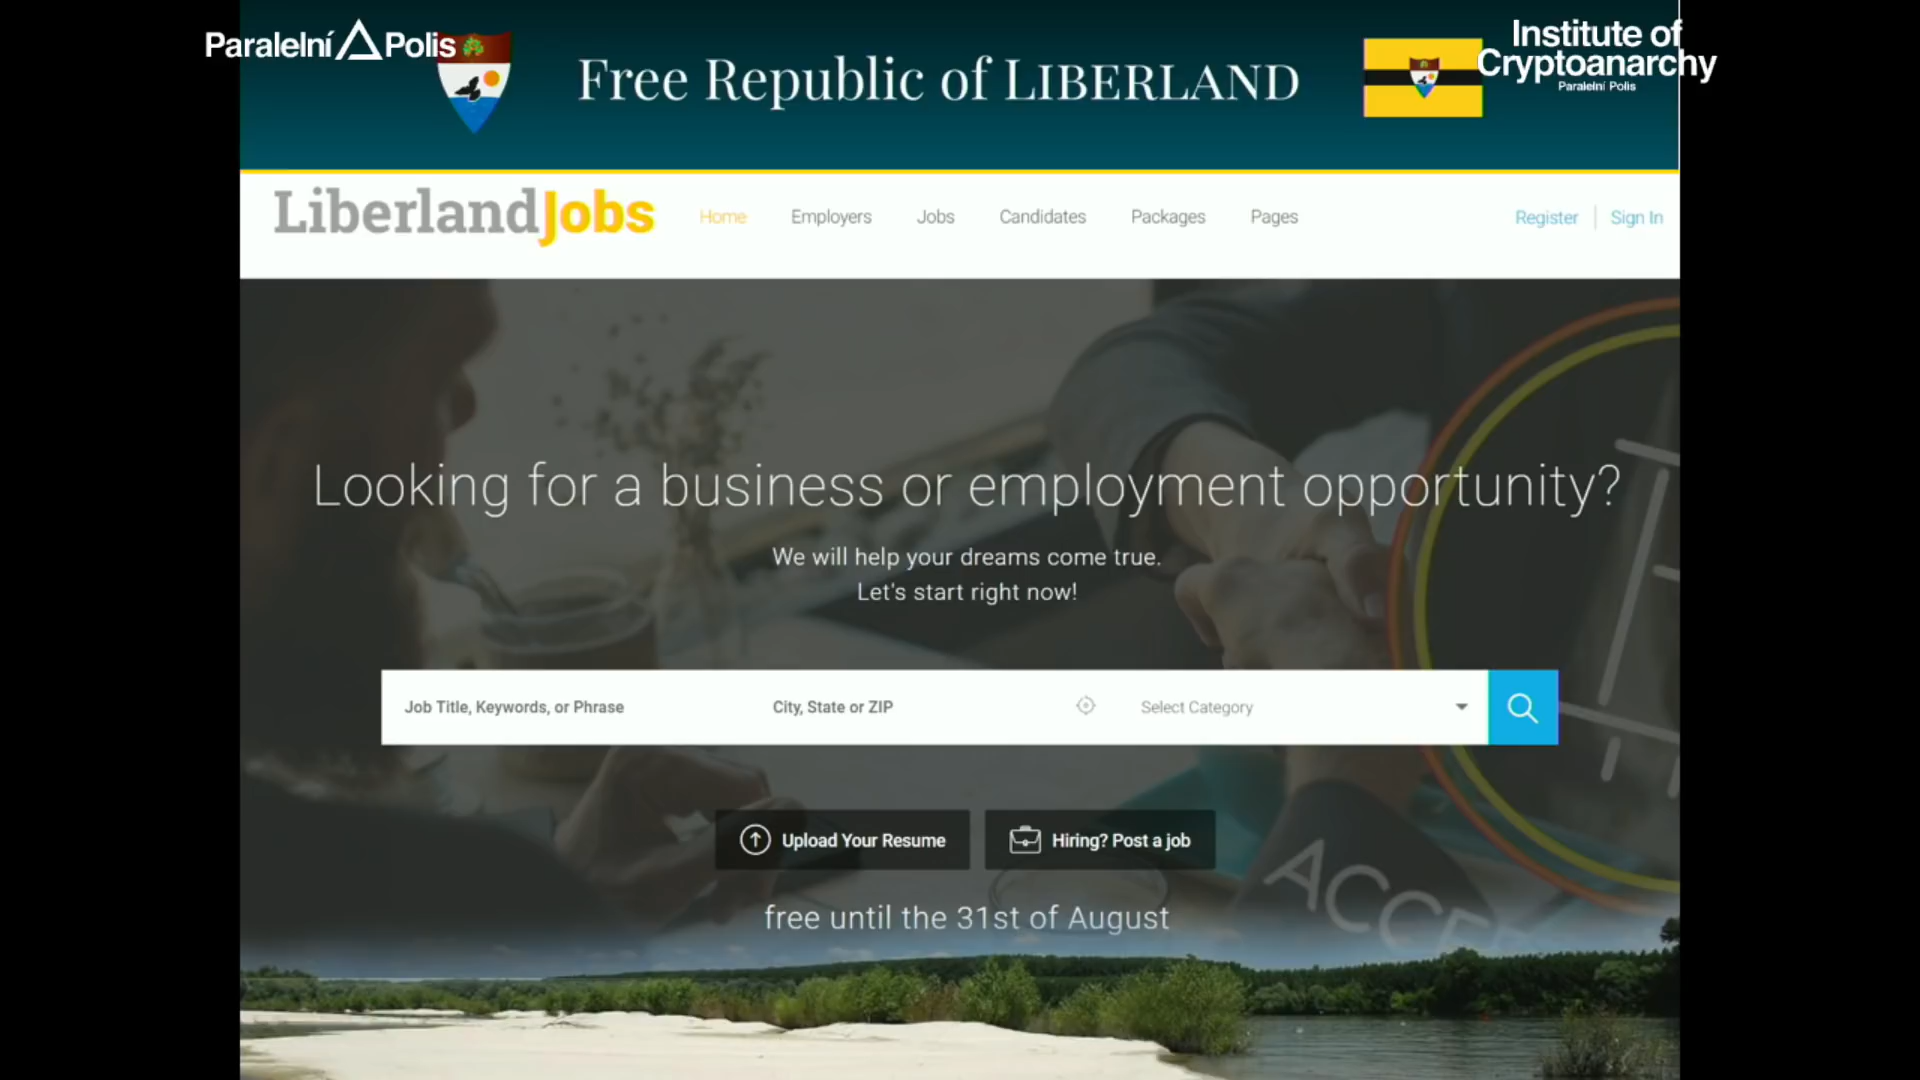 Paralelní Polis
Institute of
Cryptoanarchy
Paralelní Polis
Free Republic of LIBERLAND
LiberlandJobs
Home
Employers
Jobs
Candidates
Packages
Pages
Register
Sign In
Looking for a business or employment opportunity?
We will help your dreams come true.
Let's start right now!
Job Title, Keywords, or Phrase
City, State or ZIP
Select Category
Upload Your Resume
Hiring? Post a job
free until the 31st of August